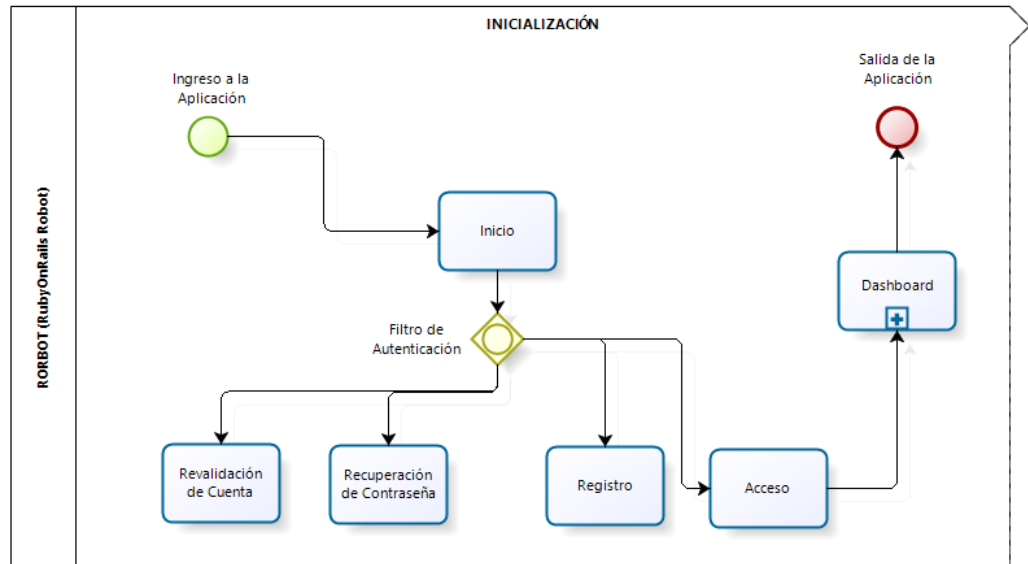 INICIALIZACIÓN
RORBOT (RubyOnRails Robot)
Ingreso a la
Aplicación
Salida de la
Aplicación
Inicio
Dashboard
Filtro de
Autenticación
Revalidación
de Cuenta
Recuperación
de Contraseña
Registro
Acceso